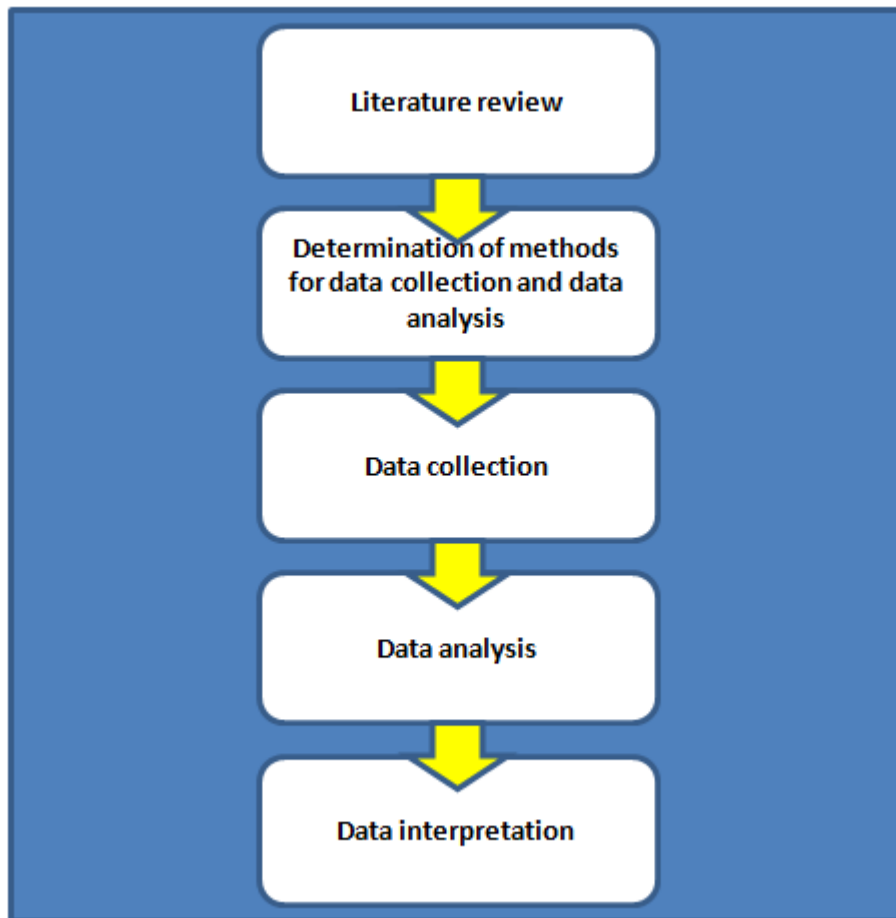 Literature review
Determination of methods
for data collection and data
analysis
Data collection
Data analysis
Data interpretation